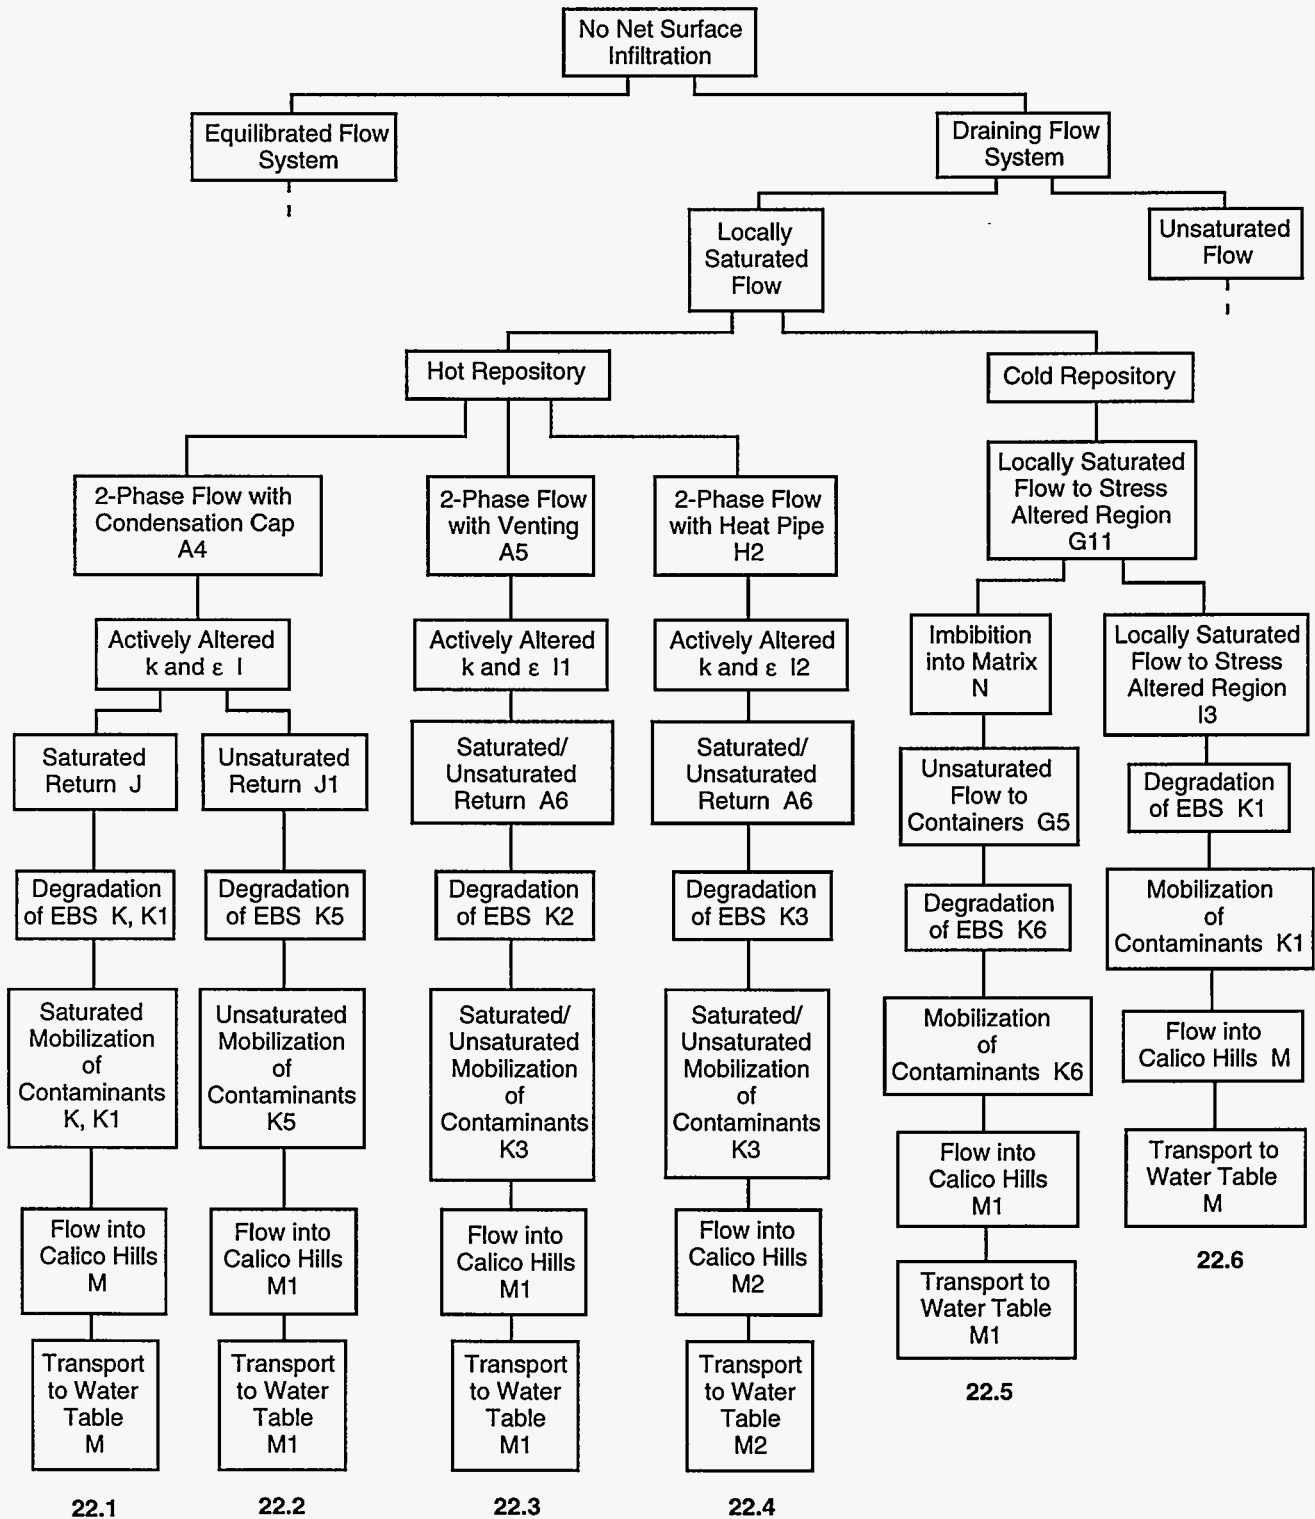 No Net Surface
Infiltration
Equilibrated Flow
System
Draining Flow
System
Locally
Saturated
Flow
Unsaturated
Flow
Hot Repository
Cold Repository
2-Phase Flow with
Condensation Cap
A4
2-Phase Flow
with Venting
A5
2-Phase Flow
with Heat Pipe
H2
Locally Saturated
Flow to Stress
Altered Region
G11
Actively Altered
k and ε I
Actively Altered
k and ε I1
Actively Altered
k and ε I2
Imbibition
into Matrix
N
Locally Saturated
Flow to Stress
Altered Region
I3
Saturated
Return J
Unsaturated
Return J1
Saturated/
Unsaturated
Return A6
Saturated/
Unsaturated
Return A6
Unsaturated
Flow to
Containers G5
Degradation
of EBS K1
Degradation
of EBS K, K1
Degradation
of EBS K5
Degradation
of EBS K2
Degradation
of EBS K3
Degradation
of EBS K6
Mobilization
of
Contaminants K1
Saturated
Mobilization
of
Contaminants
K, K1
Unsaturated
Mobilization
of
Contaminants
K5
Saturated/
Unsaturated
Mobilization
of
Contaminants
K3
Saturated/
Unsaturated
Mobilization
of
Contaminants
K3
Mobilization
of
Contaminants K6
Flow into
Calico Hills M
Flow into
Calico Hills
M
Flow into
Calico Hills
M1
Flow into
Calico Hills
M1
Flow into
Calico Hills
M2
Flow into
Calico Hills
M1
Transport to
Water Table
M
22.6
Transport
to Water
Table
M
Transport
to Water
Table
M1
Transport
to Water
Table
M1
Transport
to Water
Table
M2
Transport to
Water Table
M1
22.5
22.1
22.2
22.3
22.4